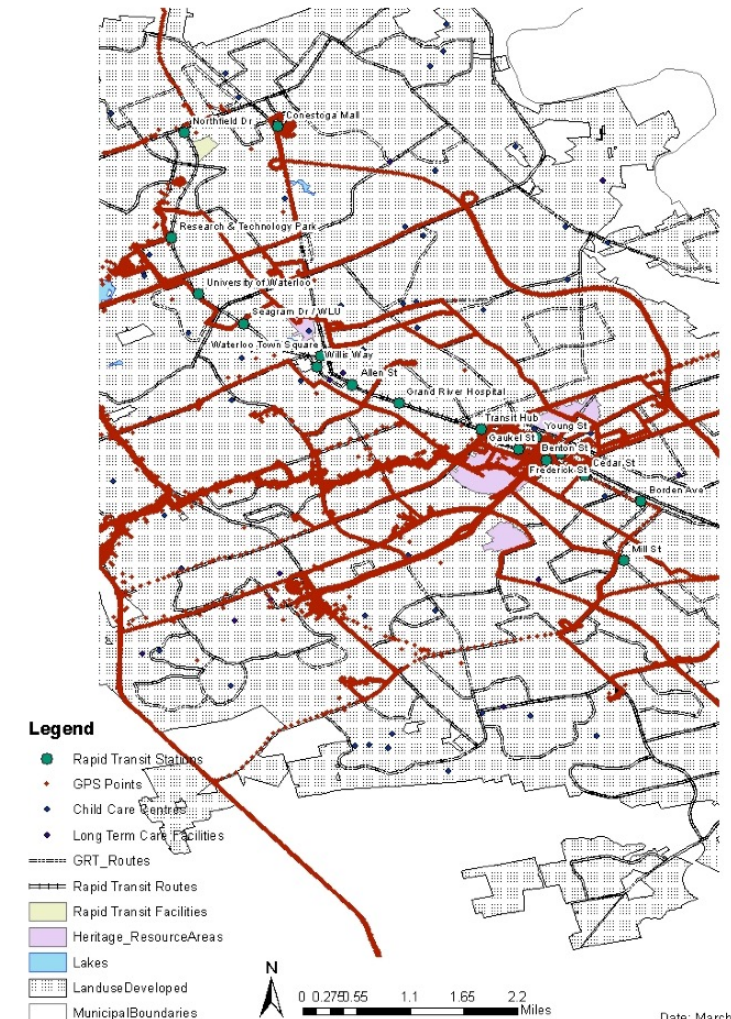 Northfield Dr
Conestoga Mall
Research & Technology Park
University of Waterloo
Seagram Dr / WLU
Waterloo Town Square
Willis Way
Allen St
Grand River Hospital
Transit Hub
Young St
Gaukel St
Benton St
Frederick St
Cedar St
Borden Ave
Mill St
Legend
Rapid Transit Stations
GPS Points
Child Care Centres
Long Term Care Facilities
GRT_Routes
Rapid Transit Routes
Rapid Transit Facilities
Heritage_ResourceAreas
Lakes
LanduseDeveloped
MunicipalBoundaries
N
0 0.275 0.55 1.1 1.65 2.2
Miles
Date: March